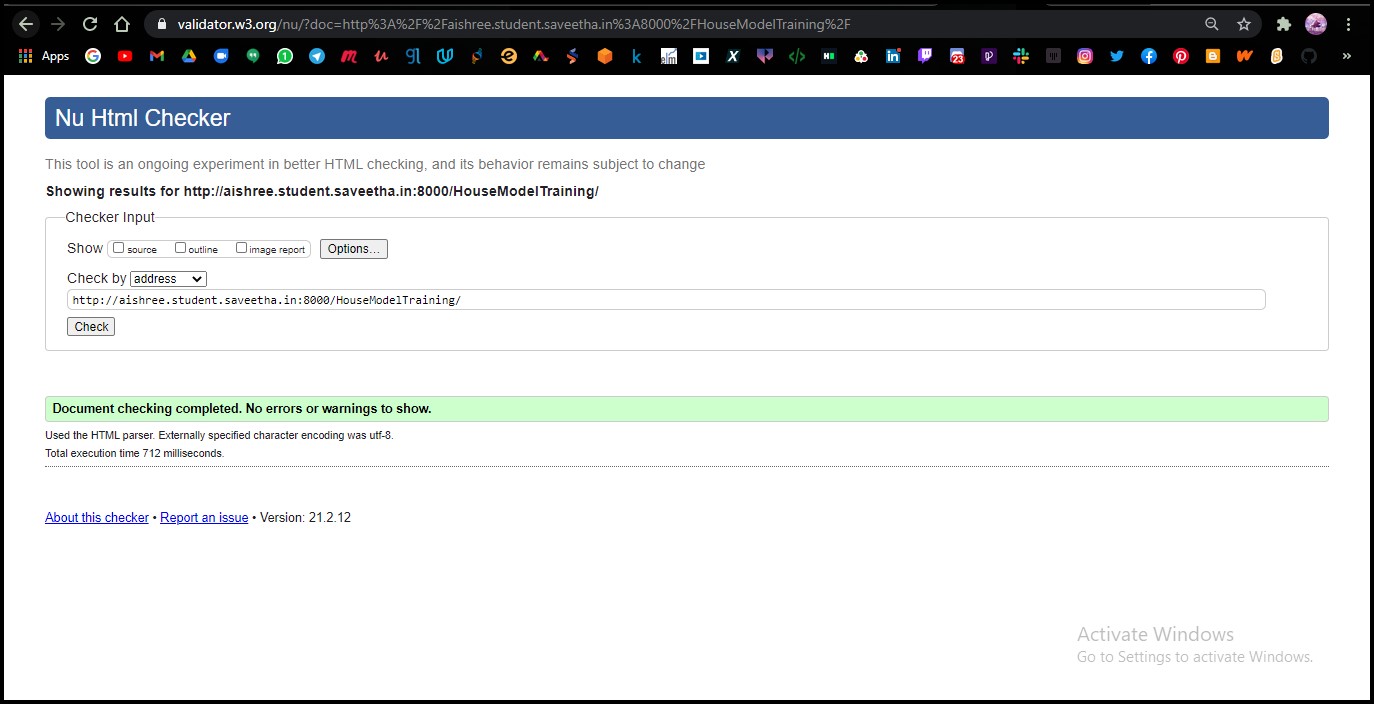 validator.w3.org/nu/?doc=http%3A%2F%2Faishree.student.saveetha.in%3A8000%2FHouseModelTraining%2F
Apps
Nu Html Checker
This tool is an ongoing experiment in better HTML checking, and its behavior remains subject to change
Showing results for http://aishree.student.saveetha.in:8000/HouseModelTraining/
Checker Input
Show source outline image report Options...
Check by address
http://aishree.student.saveetha.in:8000/HouseModelTraining/
Check
Document checking completed. No errors or warnings to show.
Used the HTML parser. Externally specified character encoding was utf-8.
Total execution time 712 milliseconds.
About this checker • Report an issue • Version: 21.2.12
Activate Windows
Go to Settings to activate Windows.